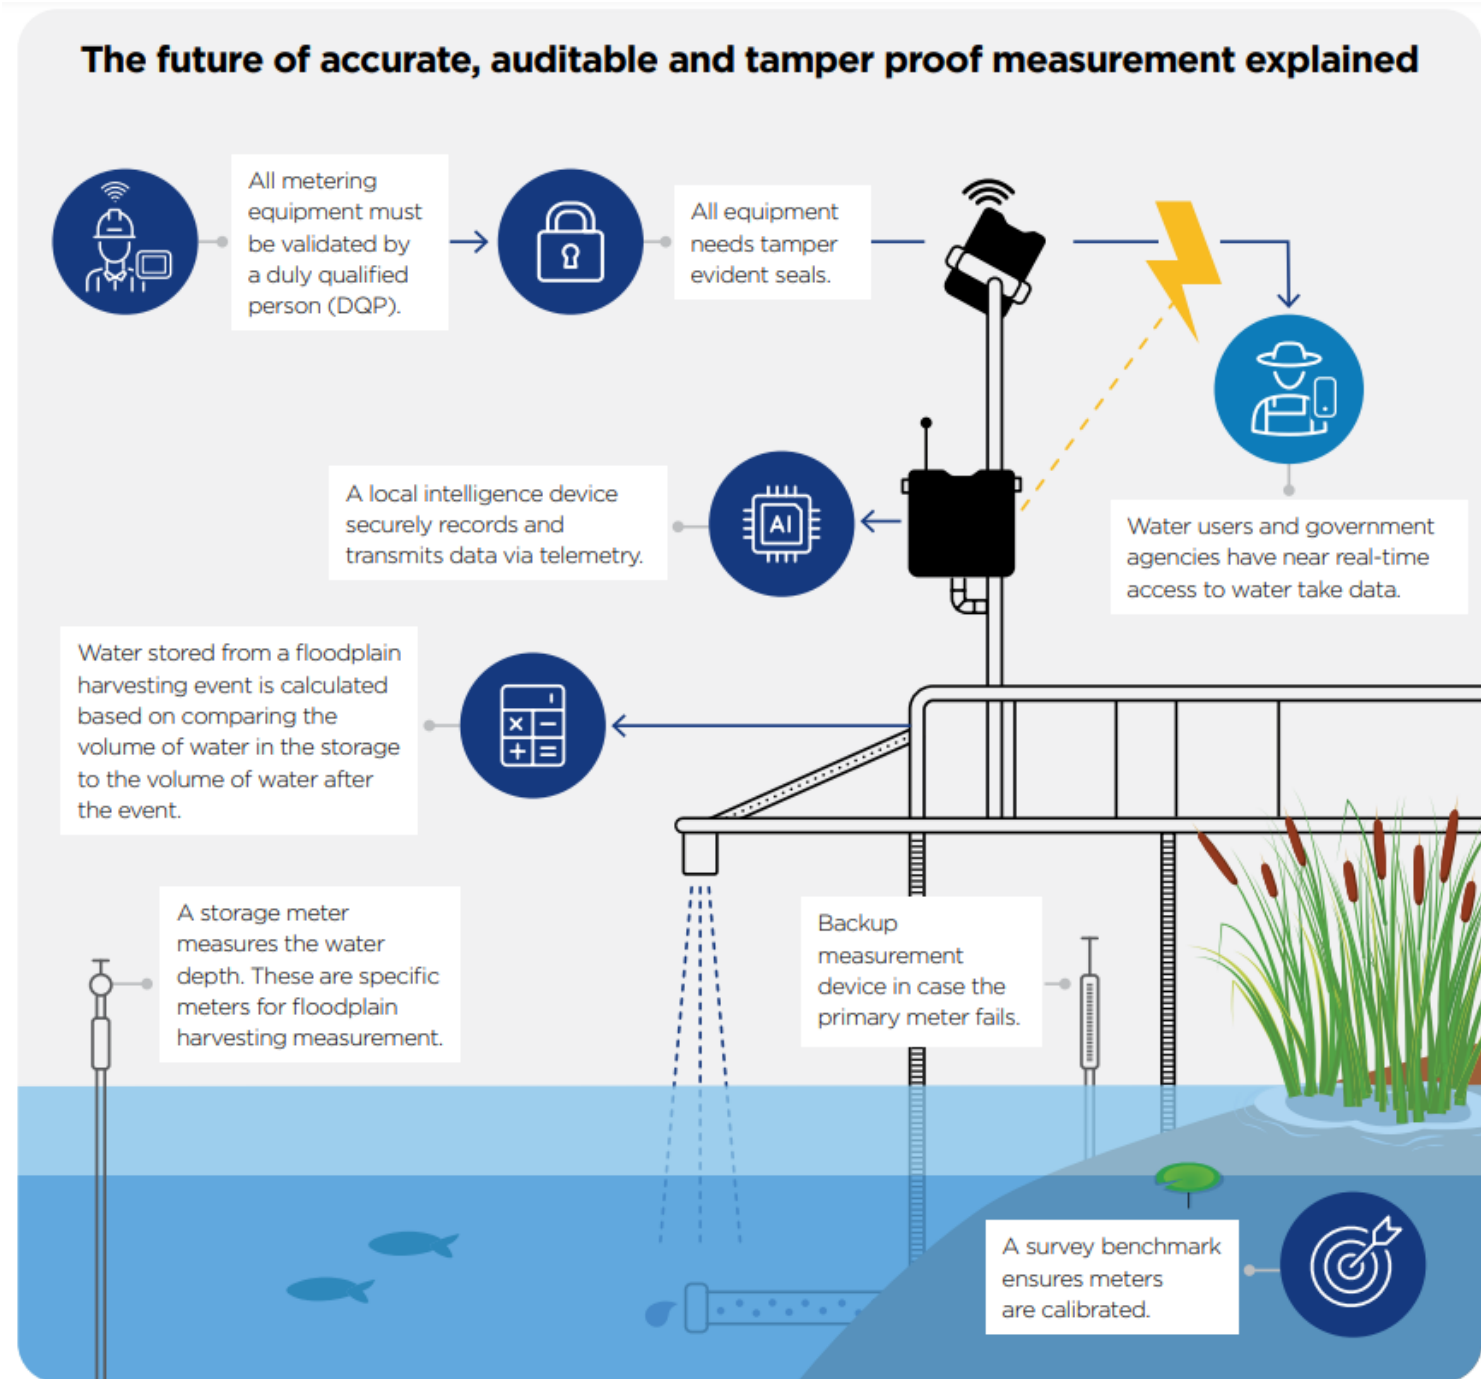 The future of accurate, auditable and tamper proof measurement explained
All metering
equipment must
be validated by
a duly qualified
person (DQP).
All equipment
needs tamper
evident seals.
A local intelligence device
securely records and
transmits data via telemetry.
AI
Water users and government
agencies have near real-time
access to water take data.
Water stored from a floodplain
harvesting event is calculated
based on comparing the
volume of water in the storage
to the volume of water after
the event.
A storage meter
measures the water
depth. These are specific
meters for floodplain
harvesting measurement.
Backup
measurement
device in case the
primary meter fails.
A survey benchmark
ensures meters
are calibrated.